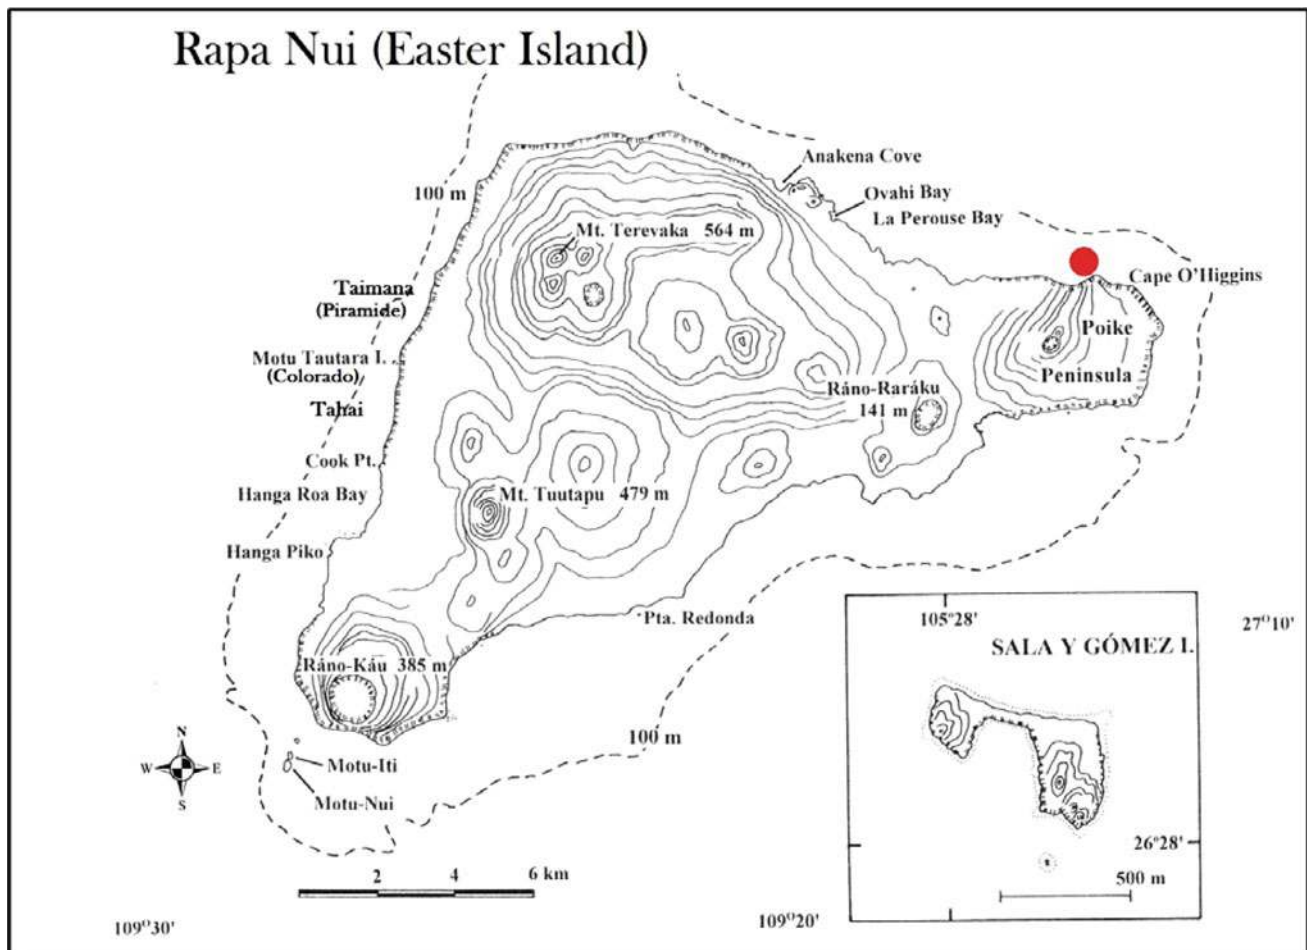 Rapa Nui (Easter Island)
Anakena Cove
100 m
Ovahi Bay
La Perouse Bay
Mt. Terevaka 564 m
Cape O'Higgins
Taimana
(Piramide)
Poike
Peninsula
Motu Tautara I.
(Colorado)
Ráno-Raráku
141 m
Tahai
Cook Pt.
Hanga Roa Bay
Mt. Tuutapu 479 m
Hanga Piko
Pta. Redonda
105°28'
27°10'
SALA Y GÓMEZ I.
Ráno-Káu 385 m
100 m
N
W
E
S
Motu-Iti
Motu-Nui
26°28'
2
4
6 km
500 m
109°30'
109°20'